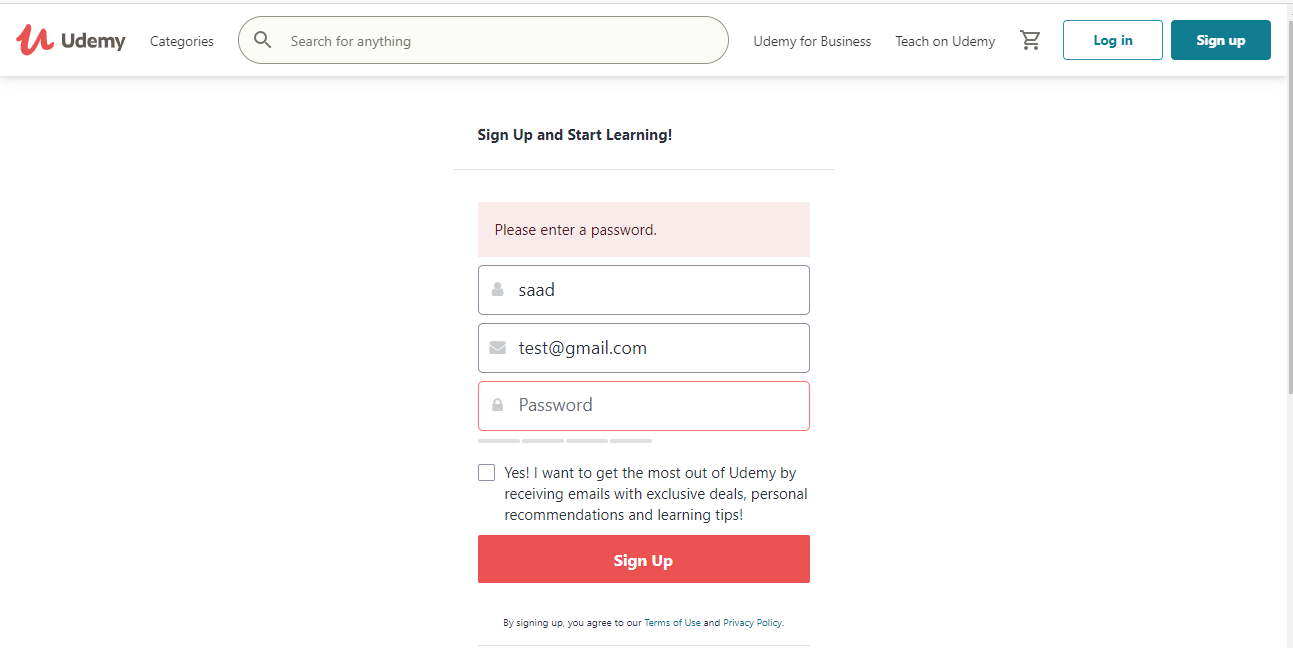 Udemy Categories Search for anything Udemy for Business Teach on Udemy Log in Sign up
Sign Up and Start Learning!
Please enter a password.
saad
test@gmail.com
Password
Yes! I want to get the most out of Udemy by
receiving emails with exclusive deals, personal
recommendations and learning tips!
Sign Up
By signing up, you agree to our Terms of Use and Privacy Policy.